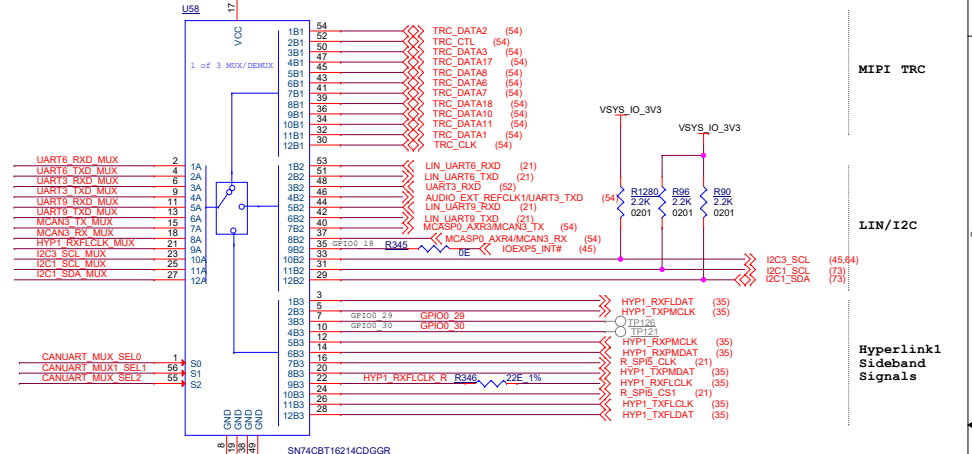 U58
17
VCC
1 of 3 MUX/DEMUX
1B1 54 TRC_DATA2 (54)
2B1 52 TRC_CTL (54)
3B1 50 TRC_DATA3 (54)
4B1 47 TRC_DATA17 (54)
5B1 45 TRC_DATA8 (54)
6B1 43 TRC_DATA6 (54)
7B1 41 TRC_DATA7 (54)
8B1 39 TRC_DATA18 (54)
9B1 36 TRC_DATA10 (54)
10B1 34 TRC_DATA11 (54)
11B1 32 TRC_DATA1 (54)
12B1 30 TRC_CLK (54)
MIPI TRC
VSYS_IO_3V3
VSYS_IO_3V3
UART6_RXD_MUX 2 1A
UART6_TXD_MUX 4 2A
UART3_RXD_MUX 6 3A
UART3_TXD_MUX 9 4A
UART9_RXD_MUX 11 5A
UART9_TXD_MUX 13 6A
MCAN3_TX_MUX 15 7A
MCAN3_RX_MUX 18 8A
HYP1_RXFLCLK_MUX 21 9A
I2C3_SCL_MUX 23 10A
I2C1_SCL_MUX 25 11A
I2C1_SDA_MUX 27 12A
1B2 53 LIN_UART6_RXD (21)
2B2 51 LIN_UART6_TXD (21)
3B2 48 UART3_RXD (52)
4B2 46 AUDIO_EXT_REFCLK1/UART3_TXD (54)
5B2 44 LIN_UART9_RXD (21)
6B2 42 LIN_UART9_TXD (21)
7B2 40 MCASP0_AXR3/MCAN3_TX (54)
8B2 37 MCASP0_AXR4/MCAN3_RX (54)
9B2 35 GPIO0_18 R345 0E IOEXP5_INT# (45)
10B2 33 I2C3_SCL (45,64)
11B2 31 I2C1_SCL (73)
12B2 29 I2C1_SDA (73)
R1280 2.2K 0201
R96 2.2K 0201
R90 2.2K 0201
LIN/I2C
1B3 3 HYP1_RXFLDAT (35)
2B3 5 HYP1_TXPMCLK (35)
3B3 7 GPIO0_29 GPIO0_29 TP126
4B3 10 GPIO0_30 GPIO0_30 TP121
5B3 12 HYP1_RXPMCLK (35)
6B3 14 HYP1_RXPMDAT (35)
7B3 16 R_SPI5_CLK (21)
8B3 20 HYP1_TXPMDAT (35)
9B3 22 HYP1_RXFLCLK_R R346 22E_1% HYP1_RXFLCLK (35)
10B3 24 R_SPI5_CS1 (21)
11B3 26 HYP1_TXFLCLK (35)
12B3 28 HYP1_TXFLDAT (35)
Hyperlink1
Sideband
Signals
CANUART_MUX_SEL0 1 S0
CANUART_MUX1_SEL1 56 S1
CANUART_MUX_SEL2 55 S2
GND GND GND GND
8 19 38 49
SN74CBT16214CDGGR